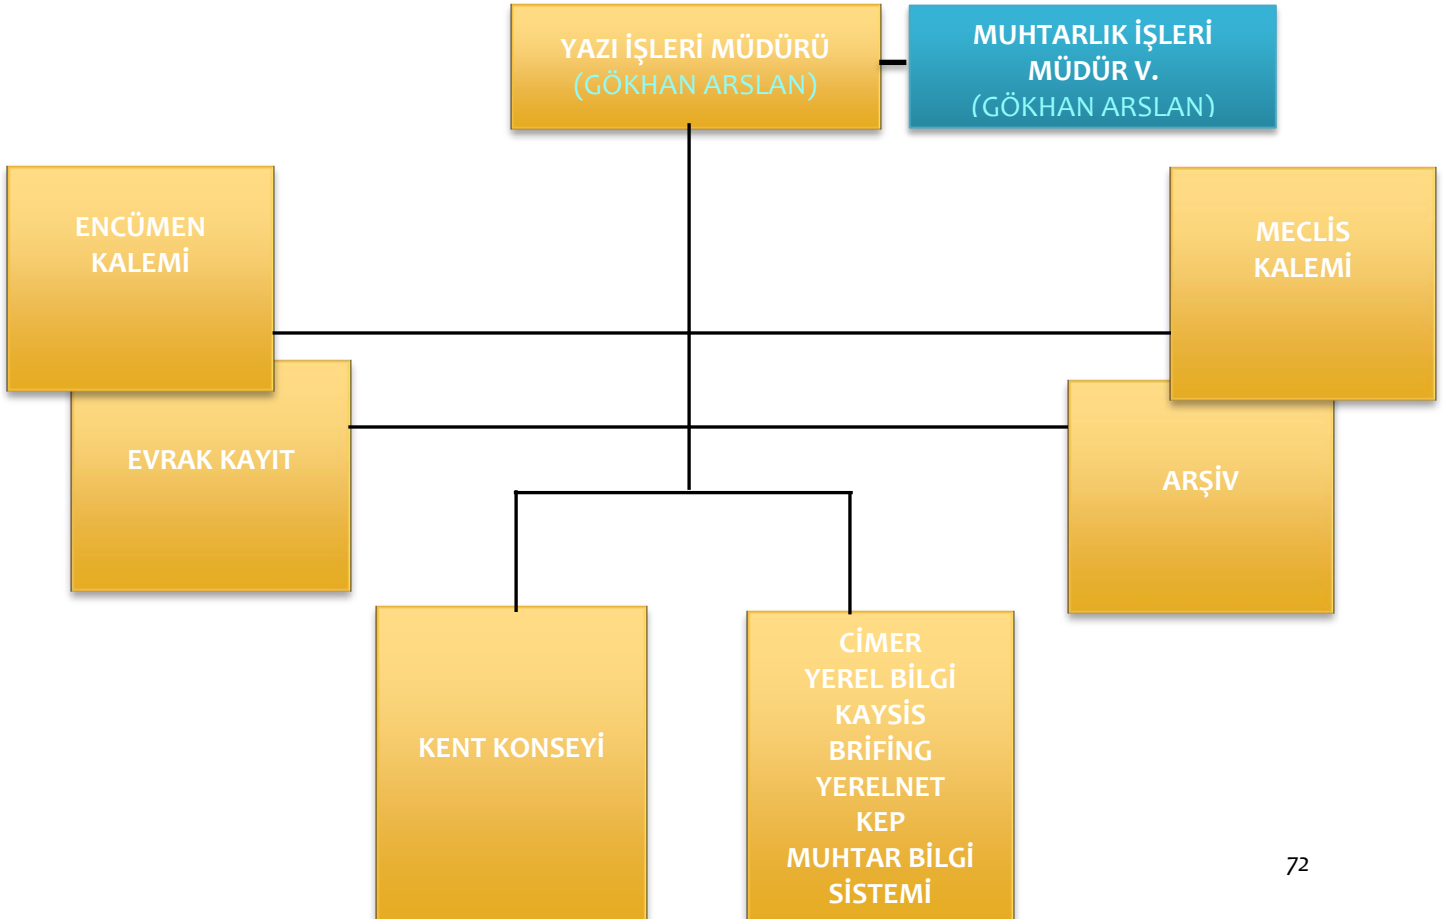 YAZI İŞLERİ MÜDÜRÜ
(GÖKHAN ARSLAN)
MUHTARLIK İŞLERİ
MÜDÜR V.
(GÖKHAN ARSLAN)
ENCÜMEN
KALEMİ
MECLİS
KALEMİ
EVRAK KAYIT
ARŞİV
KENT KONSEYİ
CİMER
YEREL BİLGİ
KAYSİS
BRİFİNG
YERELNET
KEP
MUHTAR BİLGİ
SİSTEMİ
72